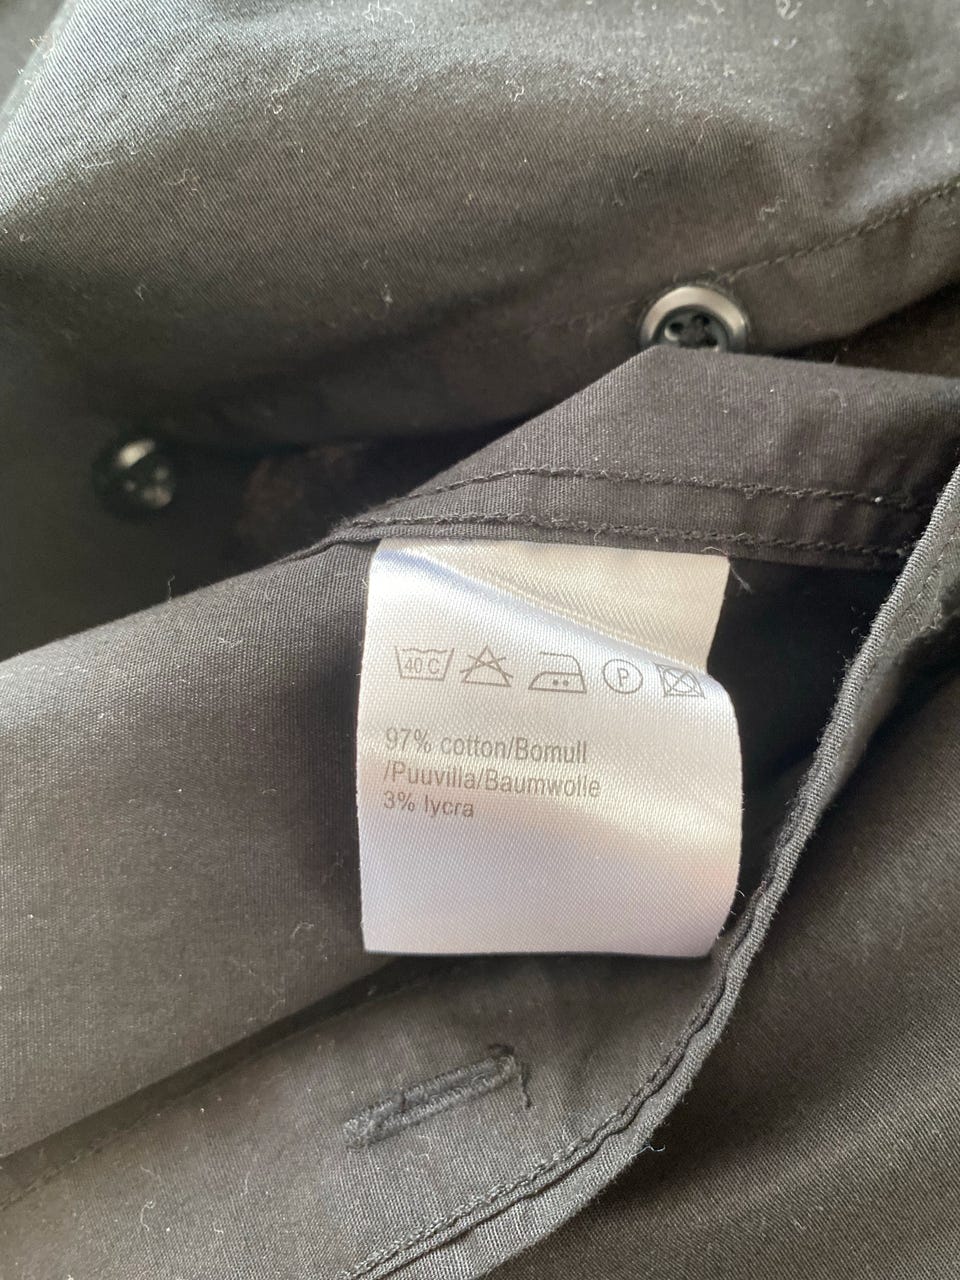 40 C P
97% cotton/Bomull
/Puuvilla/Baumwolle
3% lycra